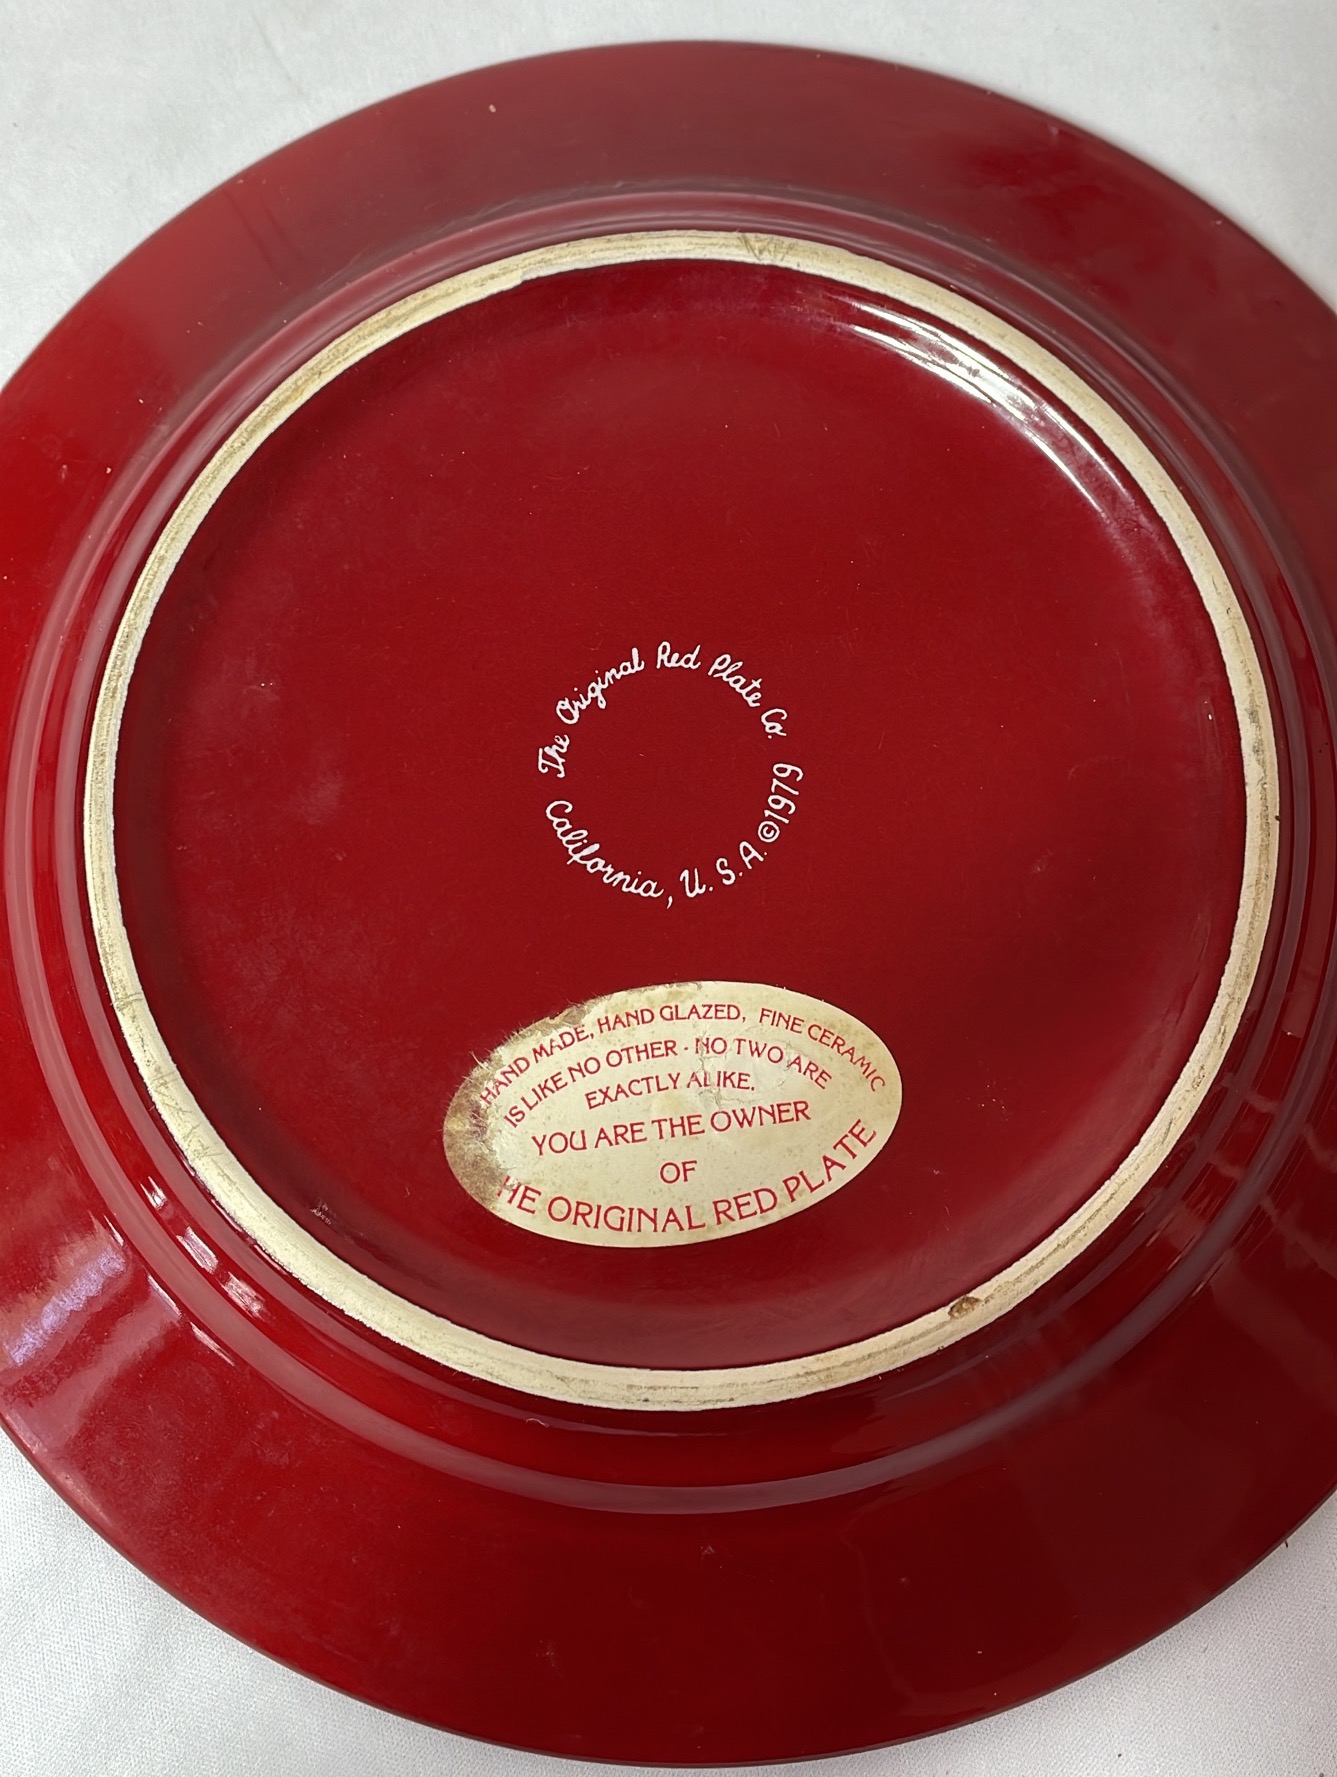 The Original Red Plate Co.
California, U.S.A. ©1979
HAND MADE, HAND GLAZED, FINE CERAMIC
IS LIKE NO OTHER - NO TWO ARE
EXACTLY ALIKE.
YOU ARE THE OWNER
OF
HE ORIGINAL RED PLATE